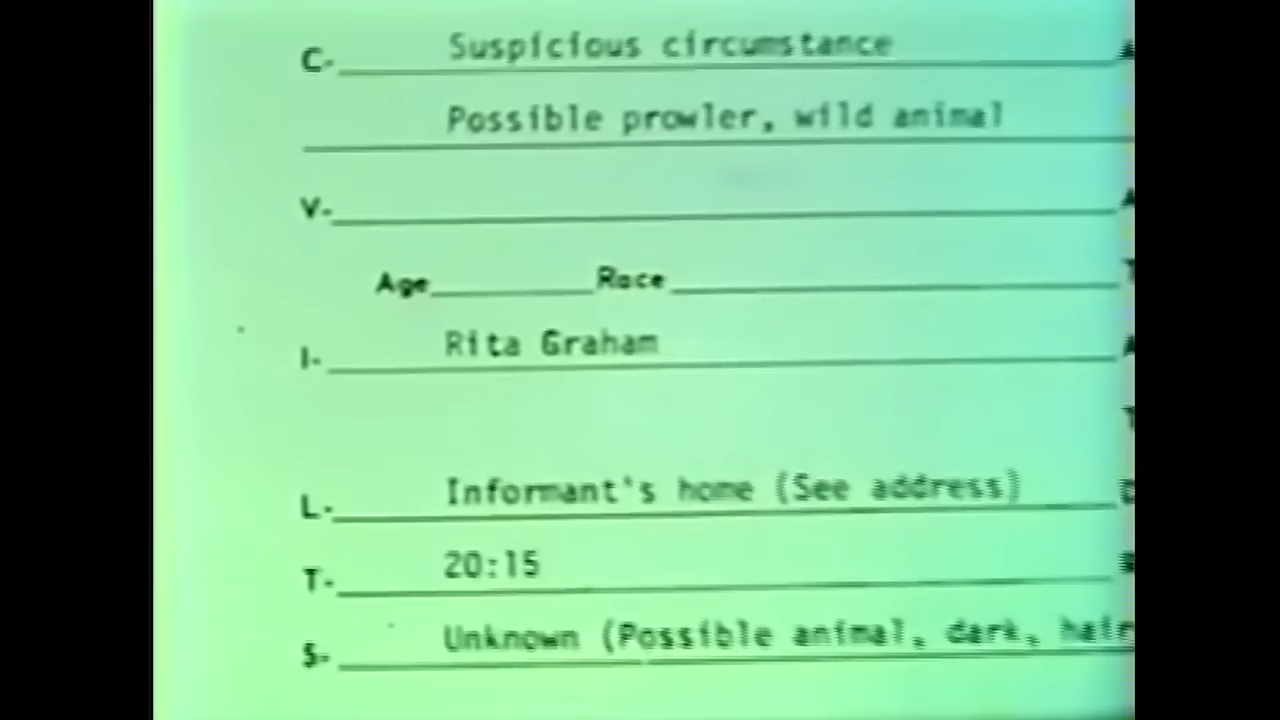 C- Suspicious circumstance
Possible prowler, wild animal
V-
Age Race
I- Rita Graham
L- Informant's home (See address)
T- 20:15
S- Unknown (Possible animal, dark,